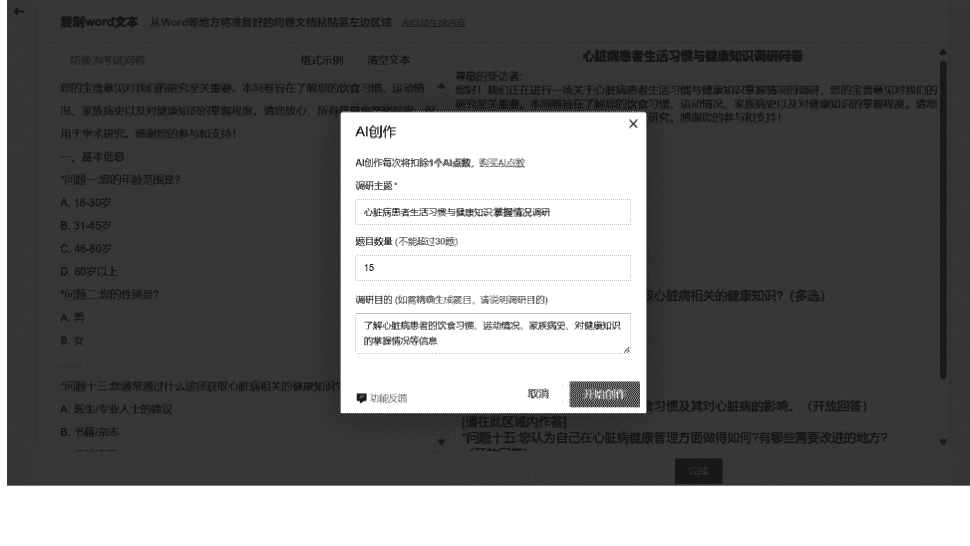 复制word文本 从Word等地方将准备好的问卷文档粘贴至左边区域 AI自动生成内容
切换为考试问卷 格式示例 清空文本
您的宝贵意见对我们的研究至关重要。本问卷旨在了解您的饮食习惯、运动情
况、家族病史以及对健康知识的掌握程度。请您放心,所有
用于学术研究。感谢您的参与和支持!
一、基本信息
*问题一:您的年龄范围是?
A. 18-30岁
B. 31-45岁
C. 46-60岁
D. 60岁以上
*问题二:您的性别是?
A. 男
B. 女
……
*问题十三:您通常通过什么途径获取心脏病相关的健康知识?
A. 医生/专业人士的建议
B. 书籍/杂志
心脏病患者生活习惯与健康知识调研问卷
尊敬的受访者:
您好!我们正在进行一项关于心脏病患者生活习惯与健康知识掌握情况的调研,您的宝贵意见对我们的
研究至关重要。本问卷旨在了解您的饮食习惯、运动情况、家族病史以及对健康知识的掌握程度。请您
研究。感谢您的参与和支持!
取心脏病相关的健康知识?(多选)
食习惯及其对心脏病的影响。(开放回答)
[请在此区域内作答]
*问题十五:您认为自己在心脏病健康管理方面做得如何?有哪些需要改进的地方?
(开放回答)
完成
AI创作
AI创作每次将扣除1个AI点数,购买AI点数
调研主题*
心脏病患者生活习惯与健康知识掌握情况调研
题目数量 (不能超过30题)
15
调研目的 (如需精确生成题目,请说明调研目的)
了解心脏病患者的饮食习惯、运动情况、家族病史、对健康知识
的掌握情况等信息
功能反馈 取消 开始创作